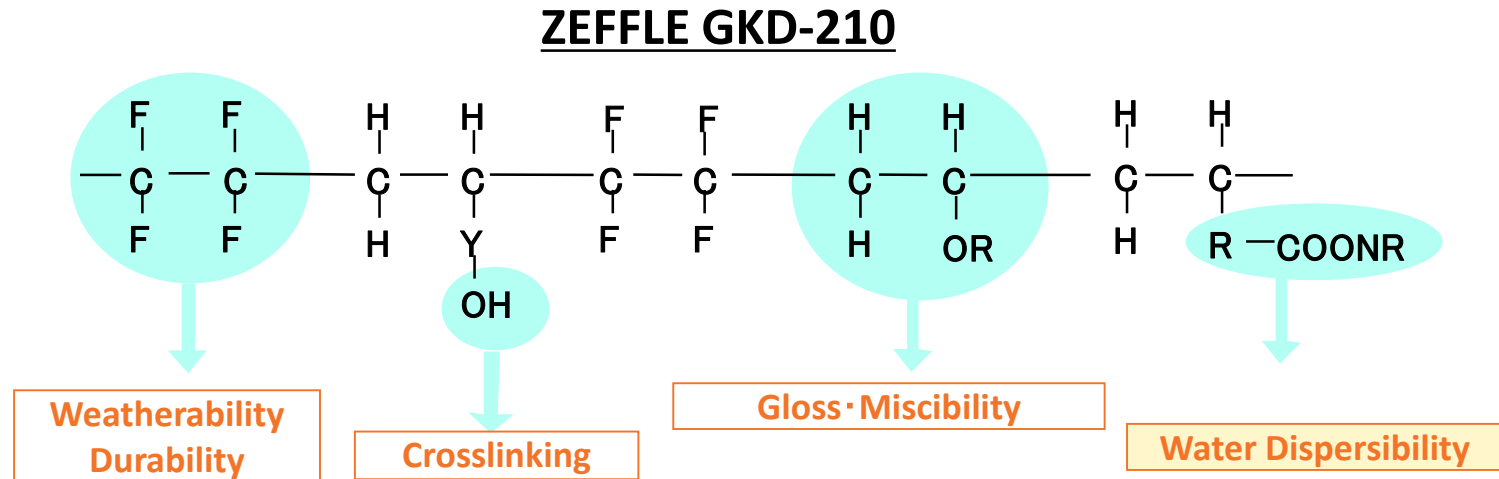 ZEFFLE GKD-210
F F H H F F H H H H
C C C C C C C C C C
F F H Y F F H OR H R COONR
OH
Weatherability
Durability
Crosslinking
Gloss･Miscibility
Water Dispersibility